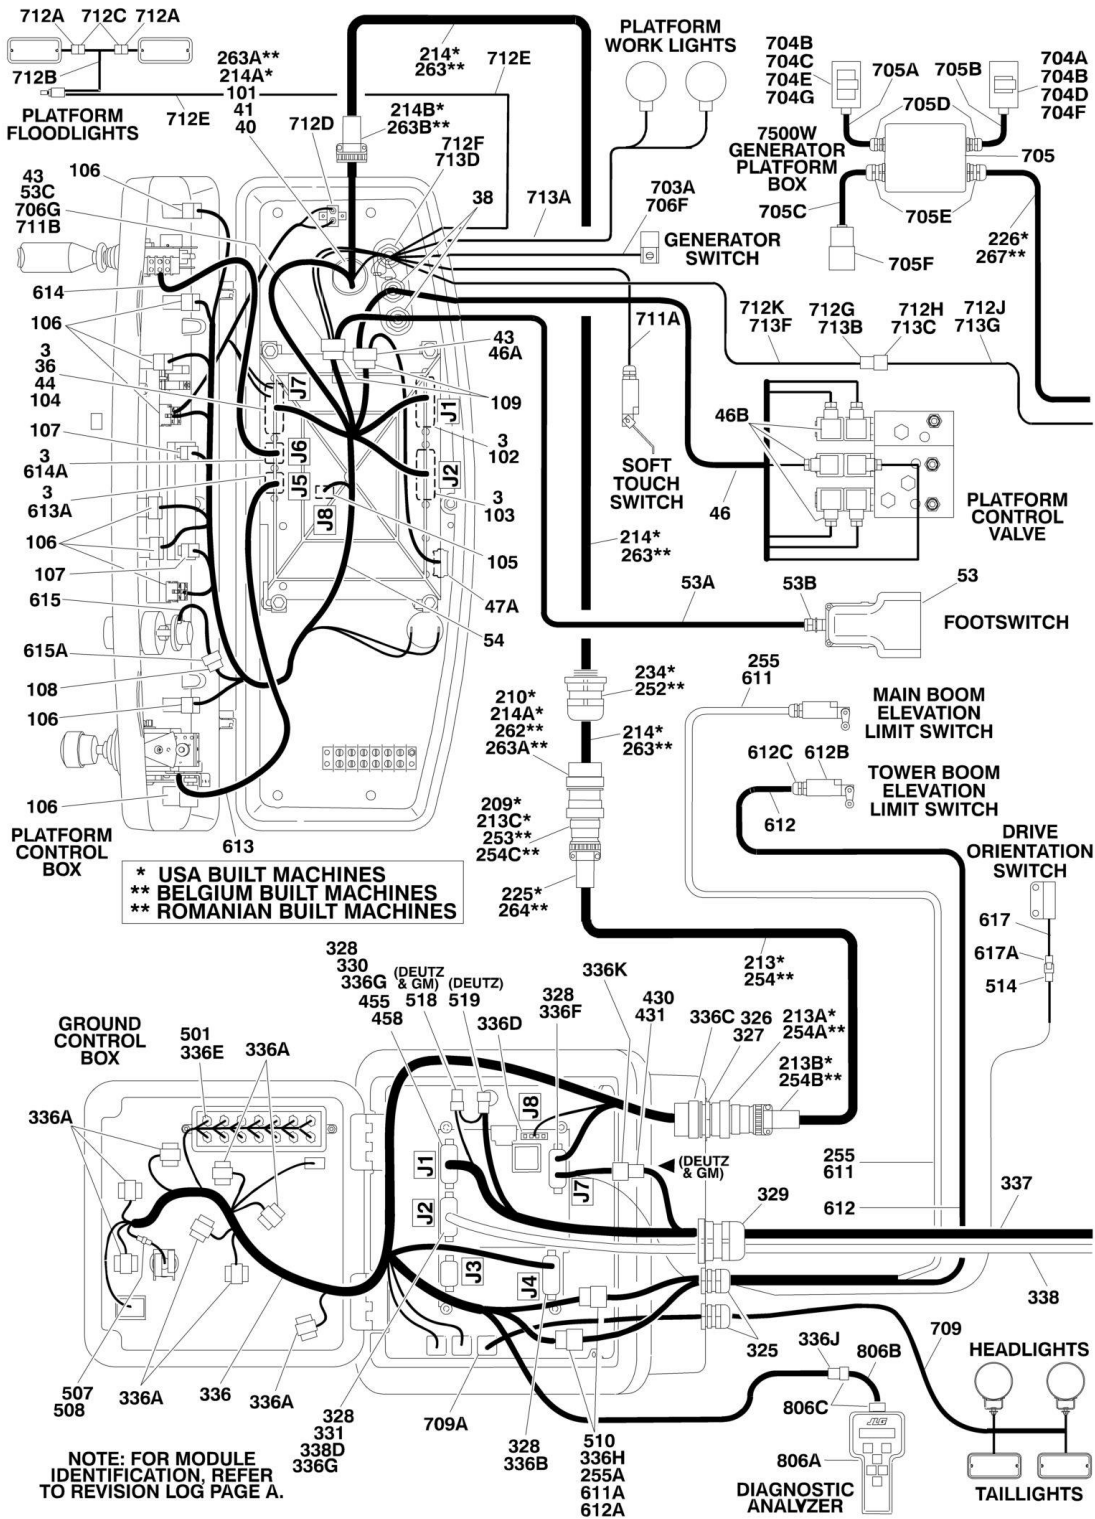 712A 712C 712A
712B
PLATFORM
FLOODLIGHTS
712E
263A**
214A*
101
41
40
712D
214*
263**
712E
214B*
263B**
712F
713D
38
PLATFORM
WORK LIGHTS
713A
703A
706F
GENERATOR
SWITCH
704B
704C
704E
704G
705A
705B
704A
704B
704D
704F
705D
7500W
GENERATOR
PLATFORM
BOX
705
705C
705E
705F
226*
267**
43
53C
706G
711B
106
614
106
3
36
44
104
107
3
614A
3
613A
106
107
615
615A
108
106
106
PLATFORM
CONTROL
BOX
613
J7
J6
J5
J8
J1
J2
43
46A
109
3
102
3
103
105
47A
54
711A
SOFT
TOUCH
SWITCH
712K
713F
712G
713B
712H
713C
712J
713G
46B
46
PLATFORM
CONTROL
VALVE
214*
263**
53A
53B
53
FOOTSWITCH
234*
252**
210*
214A*
262**
263A**
214*
263**
209*
213C*
253**
254C**
225*
264**
255
611
MAIN BOOM
ELEVATION
LIMIT SWITCH
612C
612B
TOWER BOOM
ELEVATION
LIMIT SWITCH
612
DRIVE
ORIENTATION
SWITCH
617
617A
514
* USA BUILT MACHINES
** BELGIUM BUILT MACHINES
** ROMANIAN BUILT MACHINES
213*
254**
328
330
336G
455
458
(DEUTZ
& GM)
518
(DEUTZ)
519
336D
328
336F
336K
430
431
336C
326
327
213A*
254A**
213B*
254B**
GROUND
CONTROL
BOX
501
336E
336A
336A
J8
J1
J2
J3
J7
J4
(DEUTZ
& GM)
329
255
611
612
337
338
325
507
508
336A
336
336A
328
331
338D
336G
709A
328
336B
510
336H
255A
611A
612A
336J
806B
806C
709
HEADLIGHTS
JLG
806A
DIAGNOSTIC
ANALYZER
TAILLIGHTS
NOTE: FOR MODULE
IDENTIFICATION, REFER
TO REVISION LOG PAGE A.